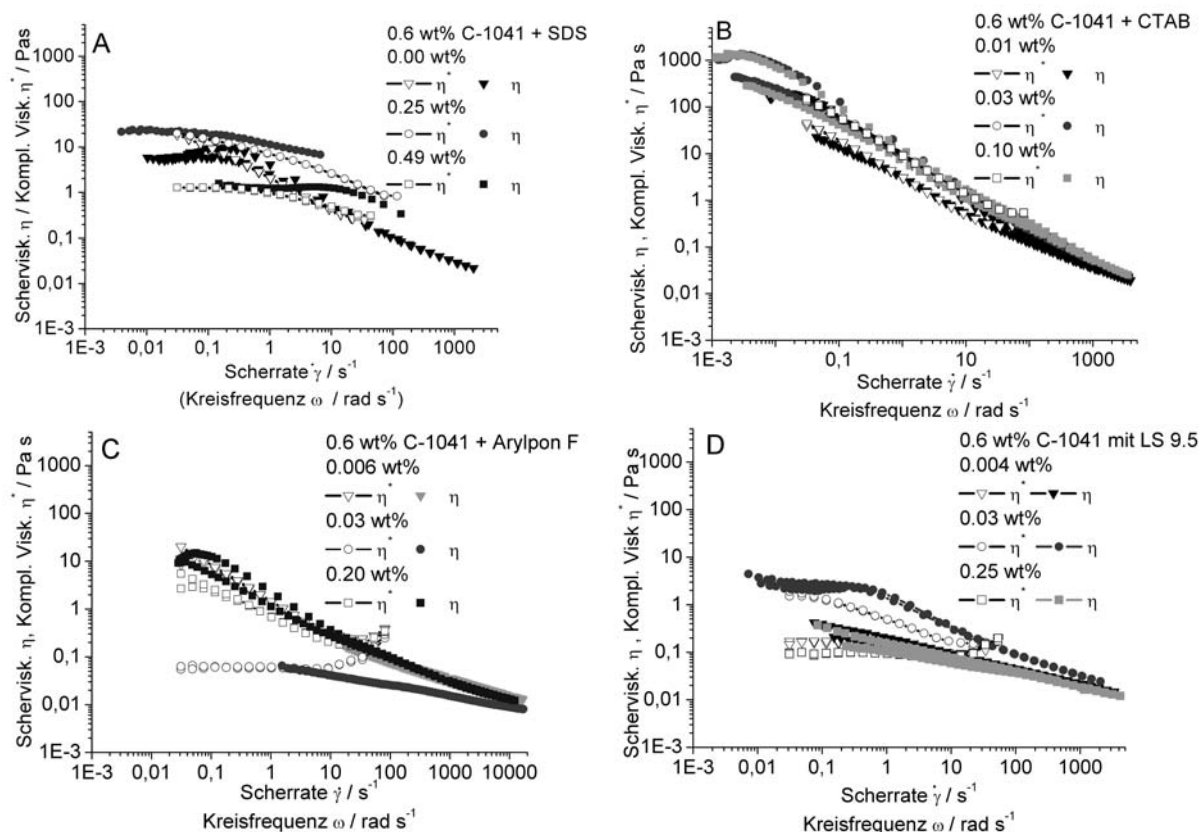 A
0.6 wt% C-1041 + SDS
0.00 wt%
η* η
0.25 wt%
η* η
0.49 wt%
η* η
Schervisk. η / Kompl. Visk. η* / Pas
1000
100
10
1
0,1
0,01
1E-3
1E-3 0,01 0,1 1 10 100 1000
Scherrate γ̇ / s⁻¹
(Kreisfrequenz ω / rad s⁻¹)
B
0.6 wt% C-1041 + CTAB
0.01 wt%
η* η
0.03 wt%
η* η
0.10 wt%
η* η
Schervisk. η , Kompl. Visk. η* / Pa s
1000
100
10
1
0,1
0,01
1E-3
1E-3 0,1 10 1000
Scherrate γ̇ / s⁻¹
Kreisfrequenz ω / rad s⁻¹
C
0.6 wt% C-1041 + Arylpon F
0.006 wt%
η* η
0.03 wt%
η* η
0.20 wt%
η* η
Schervisk. η, Kompl. Visk. η* / Pa s
1000
100
10
1
0,1
0,01
1E-3
1E-3 0,01 0,1 1 10 100 1000 10000
Scherrate γ̇ / s⁻¹
Kreisfrequenz ω / rad s⁻¹
D
0.6 wt% C-1041 mit LS 9.5
0.004 wt%
η* η
0.03 wt%
η* η
0.25 wt%
η* η
Schervisk. η , Kompl. Visk η* / Pa s
1000
100
10
1
0,1
0,01
1E-3
1E-3 0,01 0,1 1 10 100 1000
Scherrate γ̇ / s⁻¹
Kreisfrequenz ω / rad s⁻¹